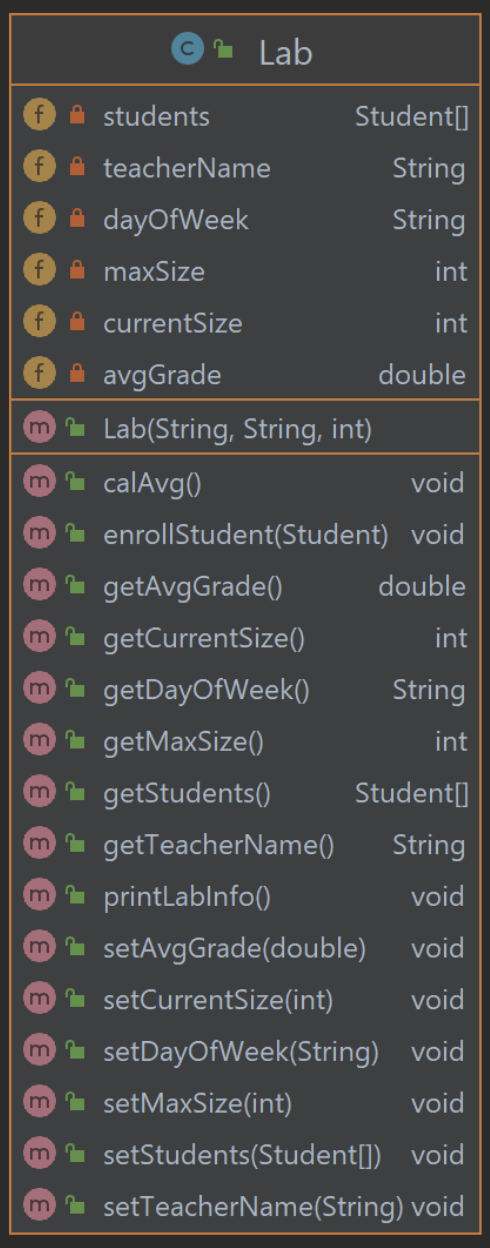 C Lab
f students Student[]
f teacherName String
f dayOfWeek String
f maxSize int
f currentSize int
f avgGrade double
m Lab(String, String, int)
m calAvg() void
m enrollStudent(Student) void
m getAvgGrade() double
m getCurrentSize() int
m getDayOfWeek() String
m getMaxSize() int
m getStudents() Student[]
m getTeacherName() String
m printLabInfo() void
m setAvgGrade(double) void
m setCurrentSize(int) void
m setDayOfWeek(String) void
m setMaxSize(int) void
m setStudents(Student[]) void
m setTeacherName(String) void